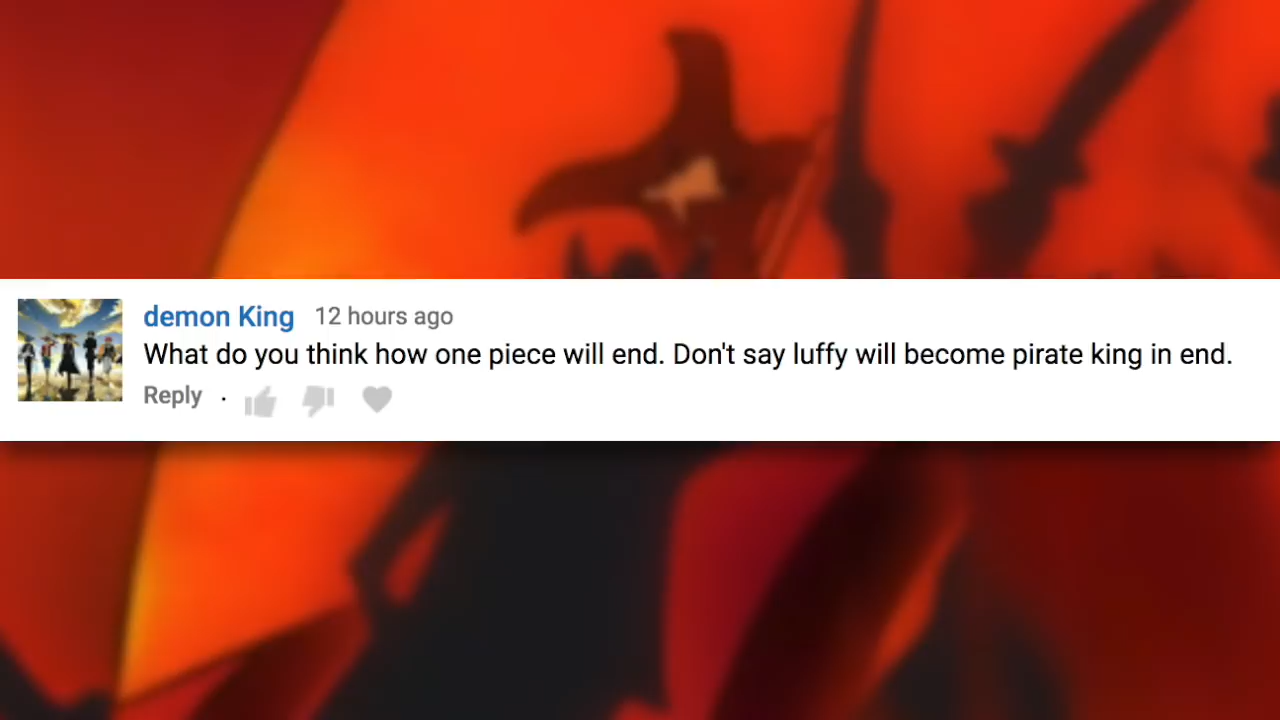 demon King 12 hours ago
What do you think how one piece will end. Don't say luffy will become pirate king in end.
Reply ·